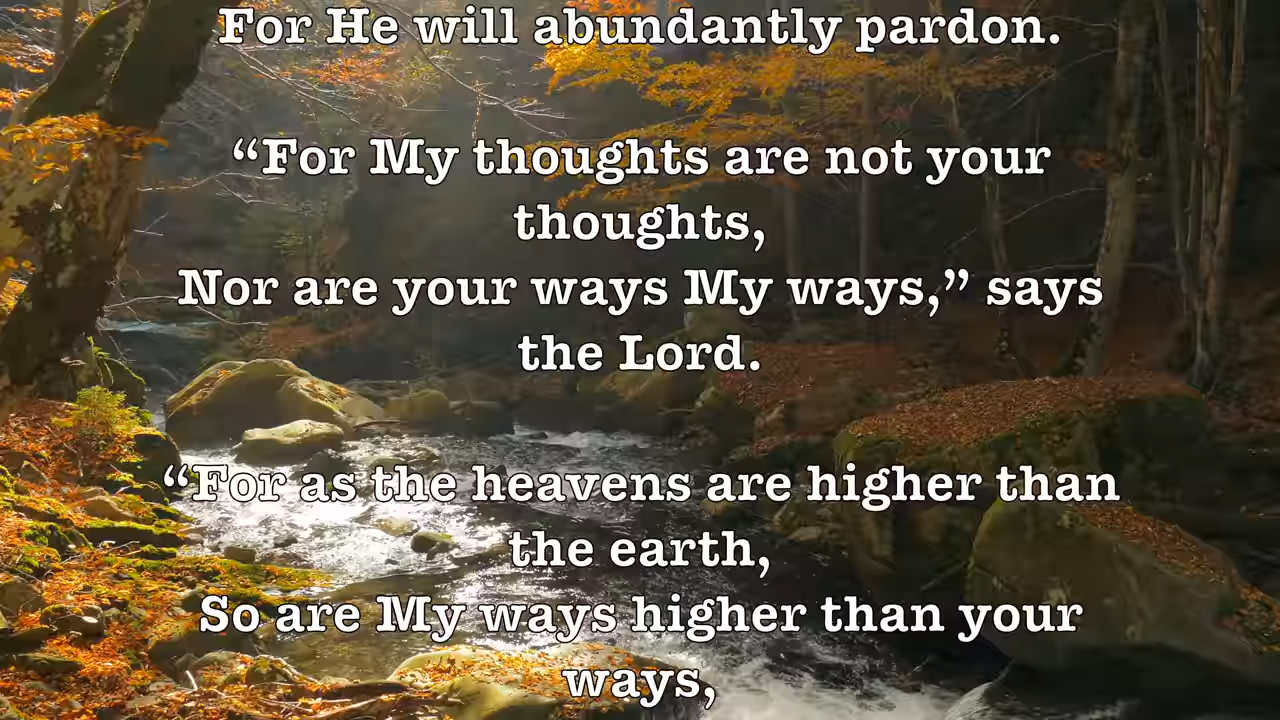 For He will abundantly pardon.
“For My thoughts are not your
thoughts,
Nor are your ways My ways,” says
the Lord.
“For as the heavens are higher than
the earth,
So are My ways higher than your
ways,